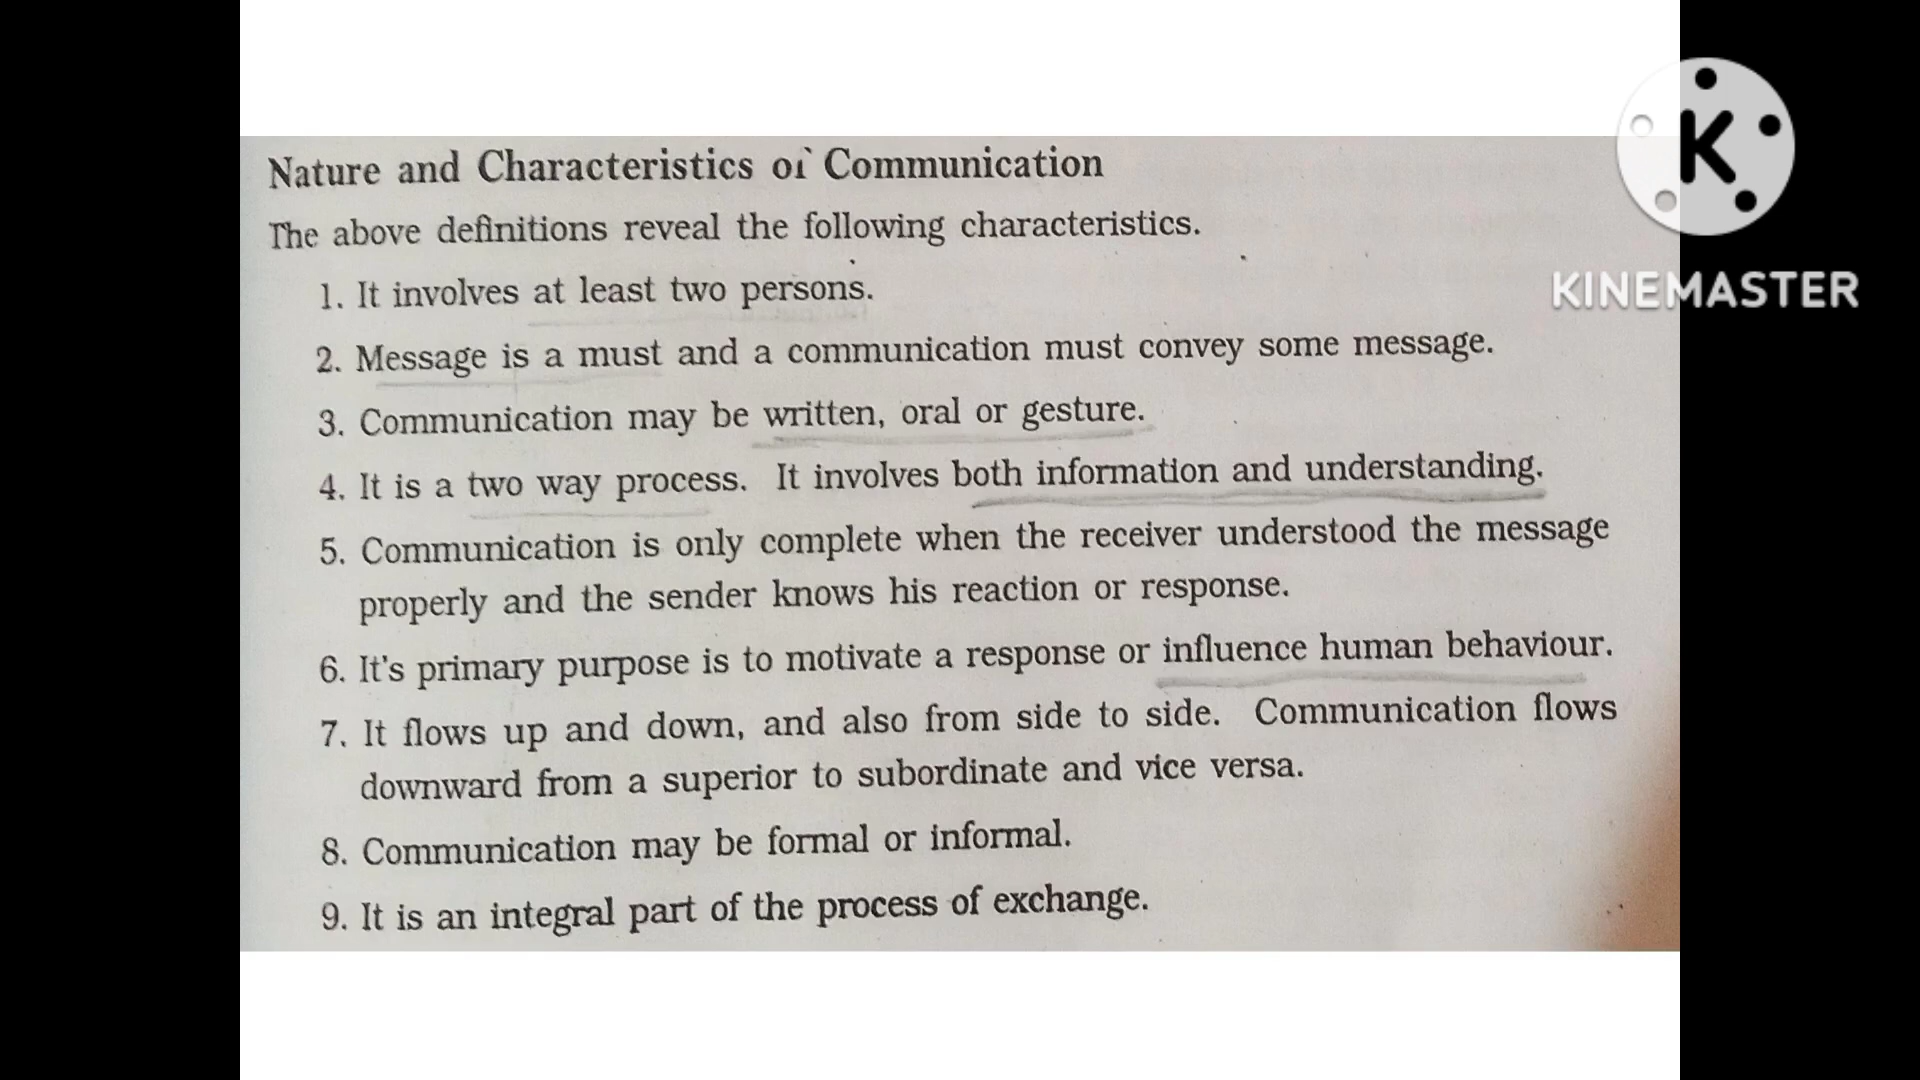 Nature and Characteristics of Communication
The above definitions reveal the following characteristics.
1. It involves at least two persons.
2. Message is a must and a communication must convey some message.
3. Communication may be written, oral or gesture.
4. It is a two way process. It involves both information and understanding.
5. Communication is only complete when the receiver understood the message
properly and the sender knows his reaction or response.
6. It's primary purpose is to motivate a response or influence human behaviour.
7. It flows up and down, and also from side to side. Communication flows
downward from a superior to subordinate and vice versa.
8. Communication may be formal or informal.
9. It is an integral part of the process of exchange.
K
KINEMASTER